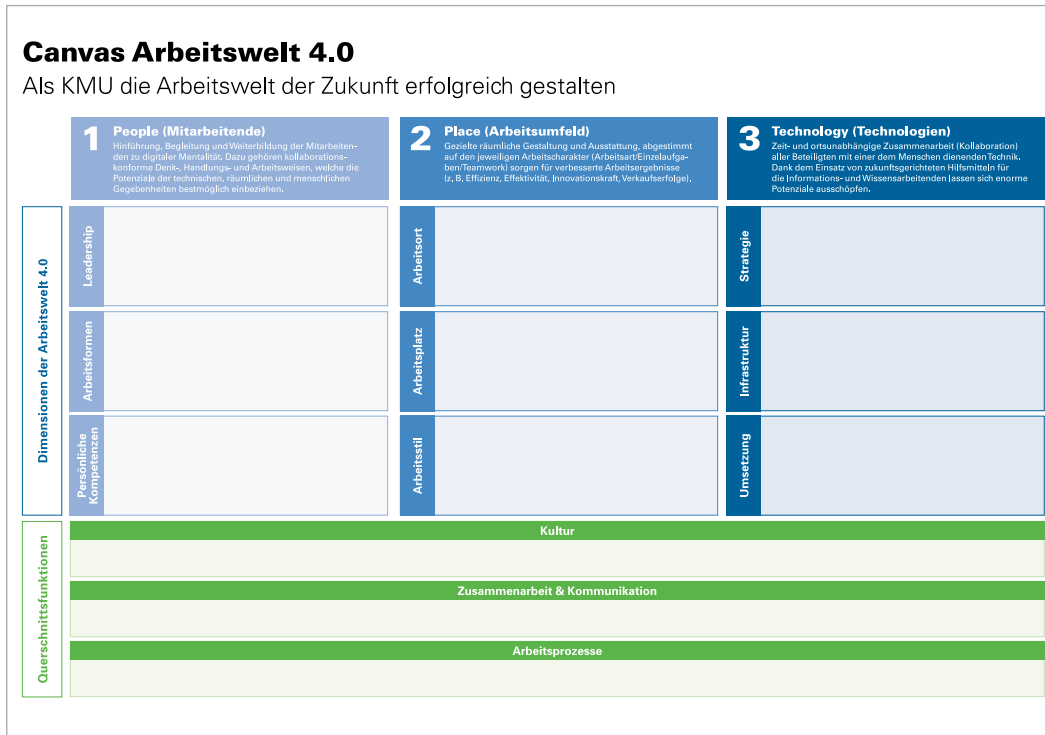 Canvas Arbeitswelt 4.0
Als KMU die Arbeitswelt der Zukunft erfolgreich gestalten
1
People (Mitarbeitende)
Hinführung, Begleitung und Weiterbildung der Mitarbeiten-
den zu digitaler Mentalität. Dazu gehören kollaborations-
konforme Denk-, Handlungs- und Arbeitsweisen, welche die
Potenziale der technischen, räumlichen und menschlichen
Gegebenheiten bestmöglich einbeziehen.
2
Place (Arbeitsumfeld)
Gezielte räumliche Gestaltung und Ausstattung, abgestimmt
auf den jeweiligen Arbeitscharakter (Arbeitsart/Einzelaufga-
ben/Teamwork) sorgen für verbesserte Arbeitsergebnisse
(z. B. Effizienz, Effektivität, Innovationskraft, Verkaufserfolge).
3
Technology (Technologien)
Zeit- und ortsunabhängige Zusammenarbeit (Kollaboration)
aller Beteiligten mit einer dem Menschen dienenden Technik.
Dank dem Einsatz von zukunftsgerichteten Hilfsmitteln für
die Informations- und Wissensarbeitenden lassen sich enorme
Potenziale ausschöpfen.
Dimensionen der Arbeitswelt 4.0
Leadership
Arbeitsort
Strategie
Arbeitsformen
Arbeitsplatz
Infrastruktur
Persönliche
Kompetenzen
Arbeitsstil
Umsetzung
Querschnittsfunktionen
Kultur
Zusammenarbeit & Kommunikation
Arbeitsprozesse